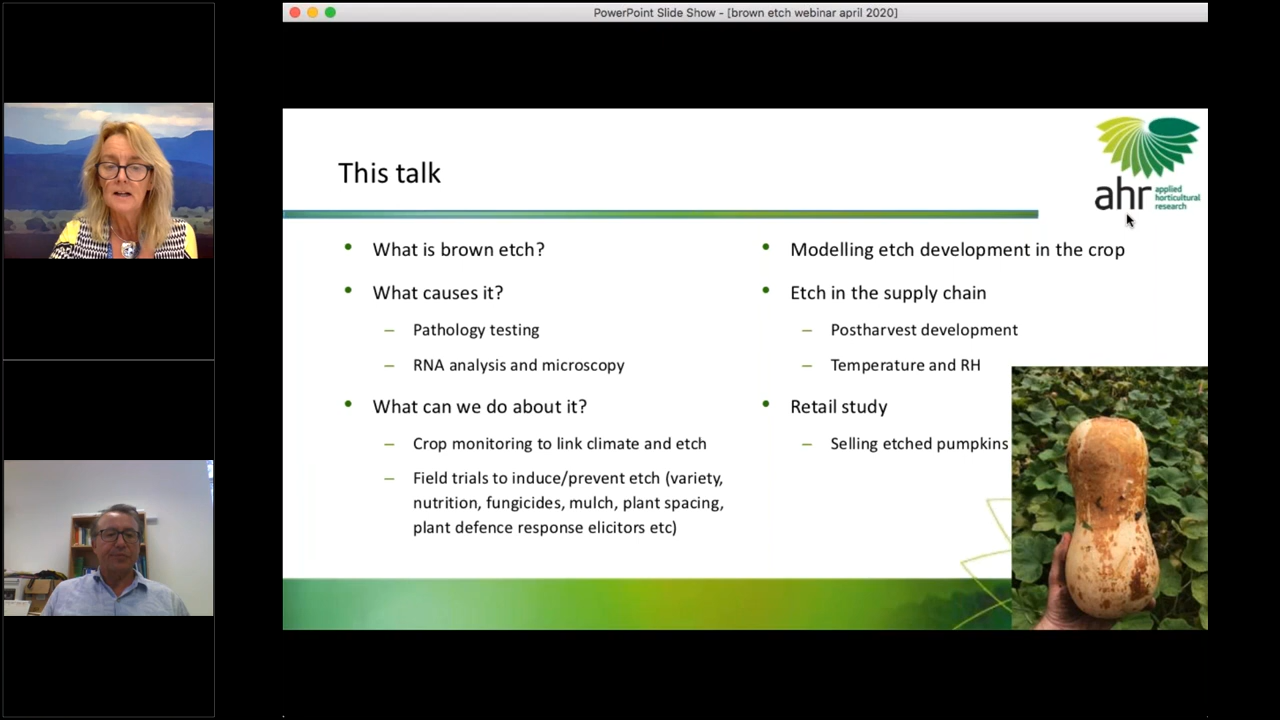 PowerPoint Slide Show - [brown etch webinar april 2020]
This talk
ahr applied
horticultural
research
What is brown etch?
What causes it?
– Pathology testing
– RNA analysis and microscopy
What can we do about it?
– Crop monitoring to link climate and etch
– Field trials to induce/prevent etch (variety,
nutrition, fungicides, mulch, plant spacing,
plant defence response elicitors etc)
Modelling etch development in the crop
Etch in the supply chain
– Postharvest development
– Temperature and RH
Retail study
– Selling etched pumpkins